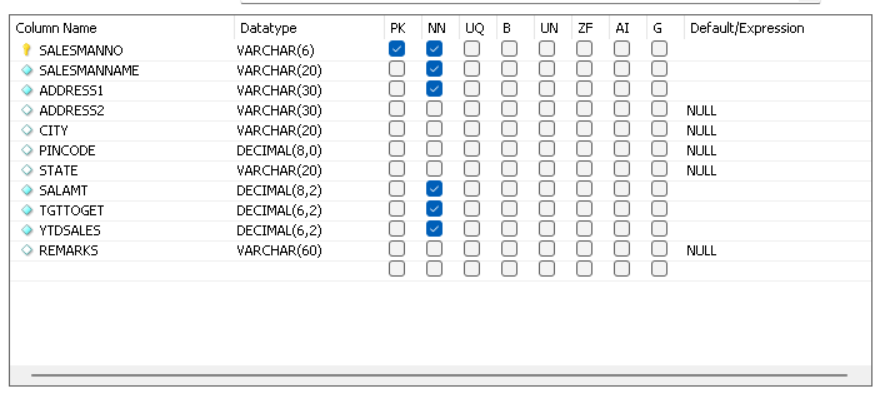 Column Name Datatype PK NN UQ B UN ZF AI G Default/Expression
SALESMANNO VARCHAR(6)
SALESMANNAME VARCHAR(20)
ADDRESS1 VARCHAR(30)
ADDRESS2 VARCHAR(30) NULL
CITY VARCHAR(20) NULL
PINCODE DECIMAL(8,0) NULL
STATE VARCHAR(20) NULL
SALAMT DECIMAL(8,2)
TGTTOGET DECIMAL(6,2)
YTDSALES DECIMAL(6,2)
REMARKS VARCHAR(60) NULL